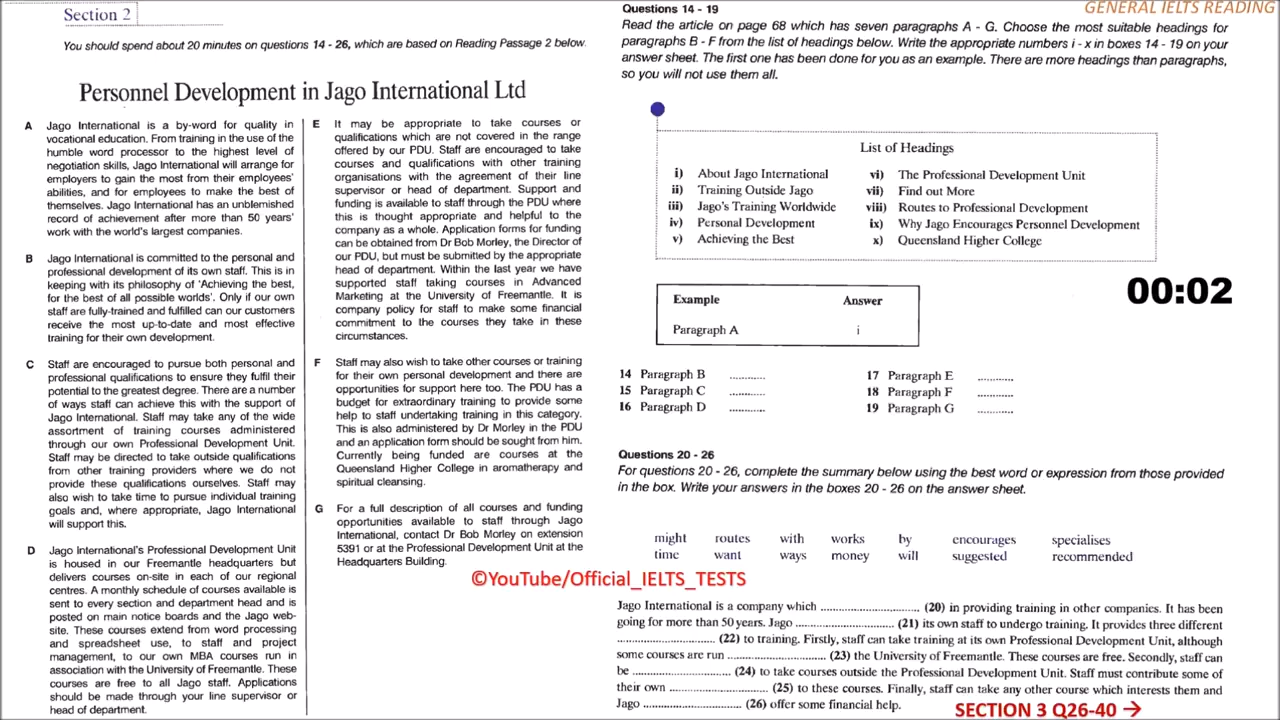 Section 2
You should spend about 20 minutes on questions 14 - 26, which are based on Reading Passage 2 below.
Personnel Development in Jago International Ltd
A Jago International is a by-word for quality in
vocational education. From training in the use of the
humble word processor to the highest level of
negotiation skills, Jago International will arrange for
employers to gain the most from their employees'
abilities, and for employees to make the best of
themselves. Jago International has an unblemished
record of achievement after more than 50 years'
work with the world's largest companies.
B Jago International is committed to the personal and
professional development of its own staff. This is in
keeping with its philosophy of 'Achieving the best,
for the best of all possible worlds'. Only if our own
staff are fully-trained and fulfilled can our customers
receive the most up-to-date and most effective
training for their own development.
C Staff are encouraged to pursue both personal and
professional qualifications to ensure they fulfil their
potential to the greatest degree. There are a number
of ways staff can achieve this with the support of
Jago International. Staff may take any of the wide
assortment of training courses administered
through our own Professional Development Unit.
Staff may be directed to take outside qualifications
from other training providers where we do not
provide these qualifications ourselves. Staff may
also wish to take time to pursue individual training
goals and, where appropriate, Jago International
will support this.
D Jago International's Professional Development Unit
is housed in our Freemantle headquarters but
delivers courses on-site in each of our regional
centres. A monthly schedule of courses available is
sent to every section and department head and is
posted on main notice boards and the Jago web-
site. These courses extend from word processing
and spreadsheet use, to staff and project
management, to our own MBA courses run in
association with the University of Freemantle. These
courses are free to all Jago staff. Applications
should be made through your line supervisor or
head of department.
E It may be appropriate to take courses or
qualifications which are not covered in the range
offered by our PDU. Staff are encouraged to take
courses and qualifications with other training
organisations with the agreement of their line
supervisor or head of department. Support and
funding is available to staff through the PDU where
this is thought appropriate and helpful to the
company as a whole. Application forms for funding
can be obtained from Dr Bob Morley, the Director of
our PDU, but must be submitted by the appropriate
head of department. Within the last year we have
supported staff taking courses in Advanced
Marketing at the University of Freemantle. It is
company policy for staff to make some financial
commitment to the courses they take in these
circumstances.
F Staff may also wish to take other courses or training
for their own personal development and there are
opportunities for support here too. The PDU has a
budget for extraordinary training to provide some
help to staff undertaking training in this category.
This is also administered by Dr Morley in the PDU
and an application form should be sought from him.
Currently being funded are courses at the
Queensland Higher College in aromatherapy and
spiritual cleansing.
G For a full description of all courses and funding
opportunities available to staff through Jago
International, contact Dr Bob Morley on extension
5391 or at the Professional Development Unit at the
Headquarters Building.
©YouTube/Official_IELTS_TESTS
GENERAL IELTS READING
Questions 14 - 19
Read the article on page 68 which has seven paragraphs A - G. Choose the most suitable headings for
paragraphs B - F from the list of headings below. Write the appropriate numbers i - x in boxes 14 - 19 on your
answer sheet. The first one has been done for you as an example. There are more headings than paragraphs,
so you will not use them all.
List of Headings
i) About Jago International
ii) Training Outside Jago
iii) Jago's Training Worldwide
iv) Personal Development
v) Achieving the Best
vi) The Professional Development Unit
vii) Find out More
viii) Routes to Professional Development
ix) Why Jago Encourages Personnel Development
x) Queensland Higher College
00:02
Example Answer
Paragraph A i
14 Paragraph B ............
15 Paragraph C ............
16 Paragraph D ............
17 Paragraph E ............
18 Paragraph F ............
19 Paragraph G ............
Questions 20 - 26
For questions 20 - 26, complete the summary below using the best word or expression from those provided
in the box. Write your answers in the boxes 20 - 26 on the answer sheet.
might routes with works by encourages specialises
time want ways money will suggested recommended
Jago International is a company which ........................ (20) in providing training in other companies. It has been
going for more than 50 years. Jago ........................ (21) its own staff to undergo training. It provides three different
........................ (22) to training. Firstly, staff can take training at its own Professional Development Unit, although
some courses are run ........................ (23) the University of Freemantle. These courses are free. Secondly, staff can
be ........................ (24) to take courses outside the Professional Development Unit. Staff must contribute some of
their own ........................ (25) to these courses. Finally, staff can take any other course which interests them and
Jago ........................ (26) offer some financial help.
SECTION 3 Q26-40 →